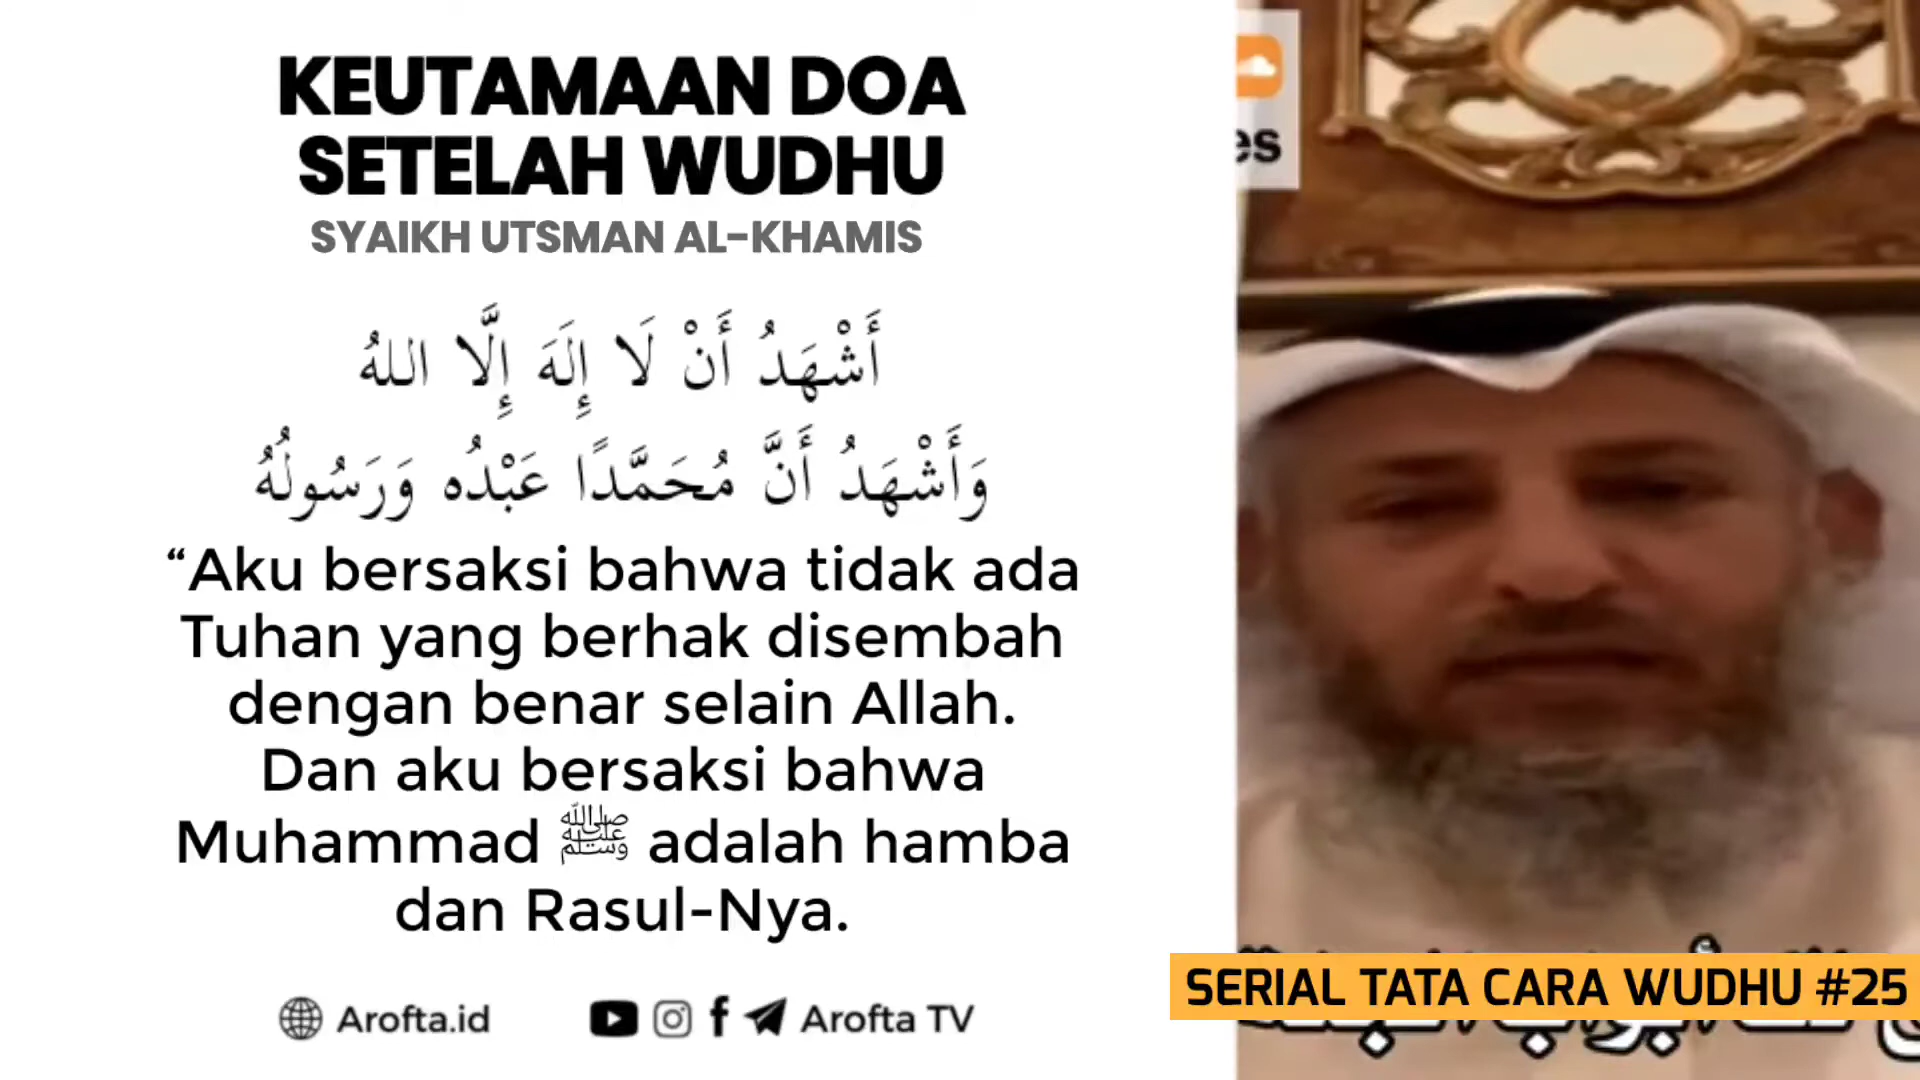 KEUTAMAAN DOA
SETELAH WUDHU
SYAIKH UTSMAN AL-KHAMIS
أَشْهَدُ أَنْ لَا إِلَهَ إِلَّا اللهُ
وَأَشْهَدُ أَنَّ مُحَمَّدًا عَبْدُه وَرَسُولُهُ
“Aku bersaksi bahwa tidak ada
Tuhan yang berhak disembah
dengan benar selain Allah.
Dan aku bersaksi bahwa
Muhammad ﷺ adalah hamba
dan Rasul-Nya.
Arofta.id
Arofta TV
es
SERIAL TATA CARA WUDHU #25